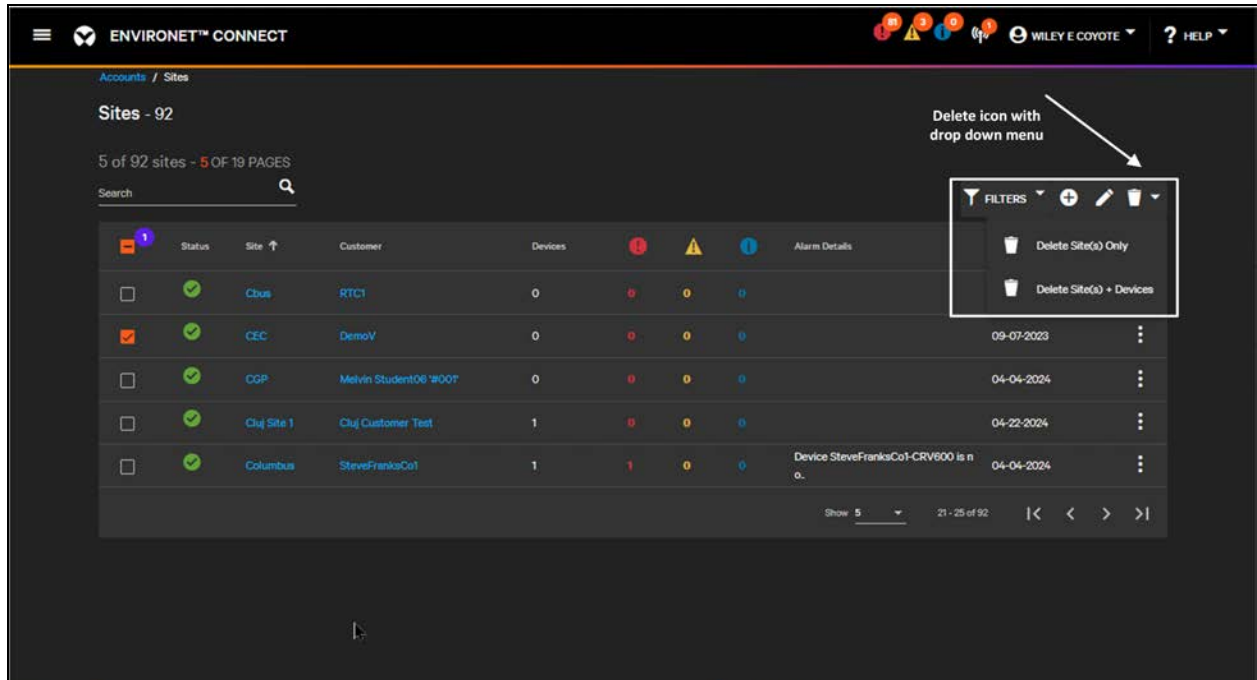 ENVIRONET™ CONNECT
81 3 0 1 WILEY E COYOTE ? HELP
Accounts / Sites
Sites - 92
Delete icon with
drop down menu
5 of 92 sites - 5 OF 19 PAGES
Search
FILTERS
1 Status Site ↑ Customer Devices Alarm Details
Delete Site(s) Only
Delete Site(s) + Devices
Cbus RTC1 0 0 0 0
CEC DemoV 0 0 0 0 09-07-2023
CGP Melvin Student06 '#001' 0 0 0 0 04-04-2024
Cluj Site 1 Cluj Customer Test 1 0 0 0 04-22-2024
Columbus SteveFranksCo1 1 1 0 0 Device SteveFranksCo1-CRV600 is n 04-04-2024
o..
Show 5 21 - 25 of 92